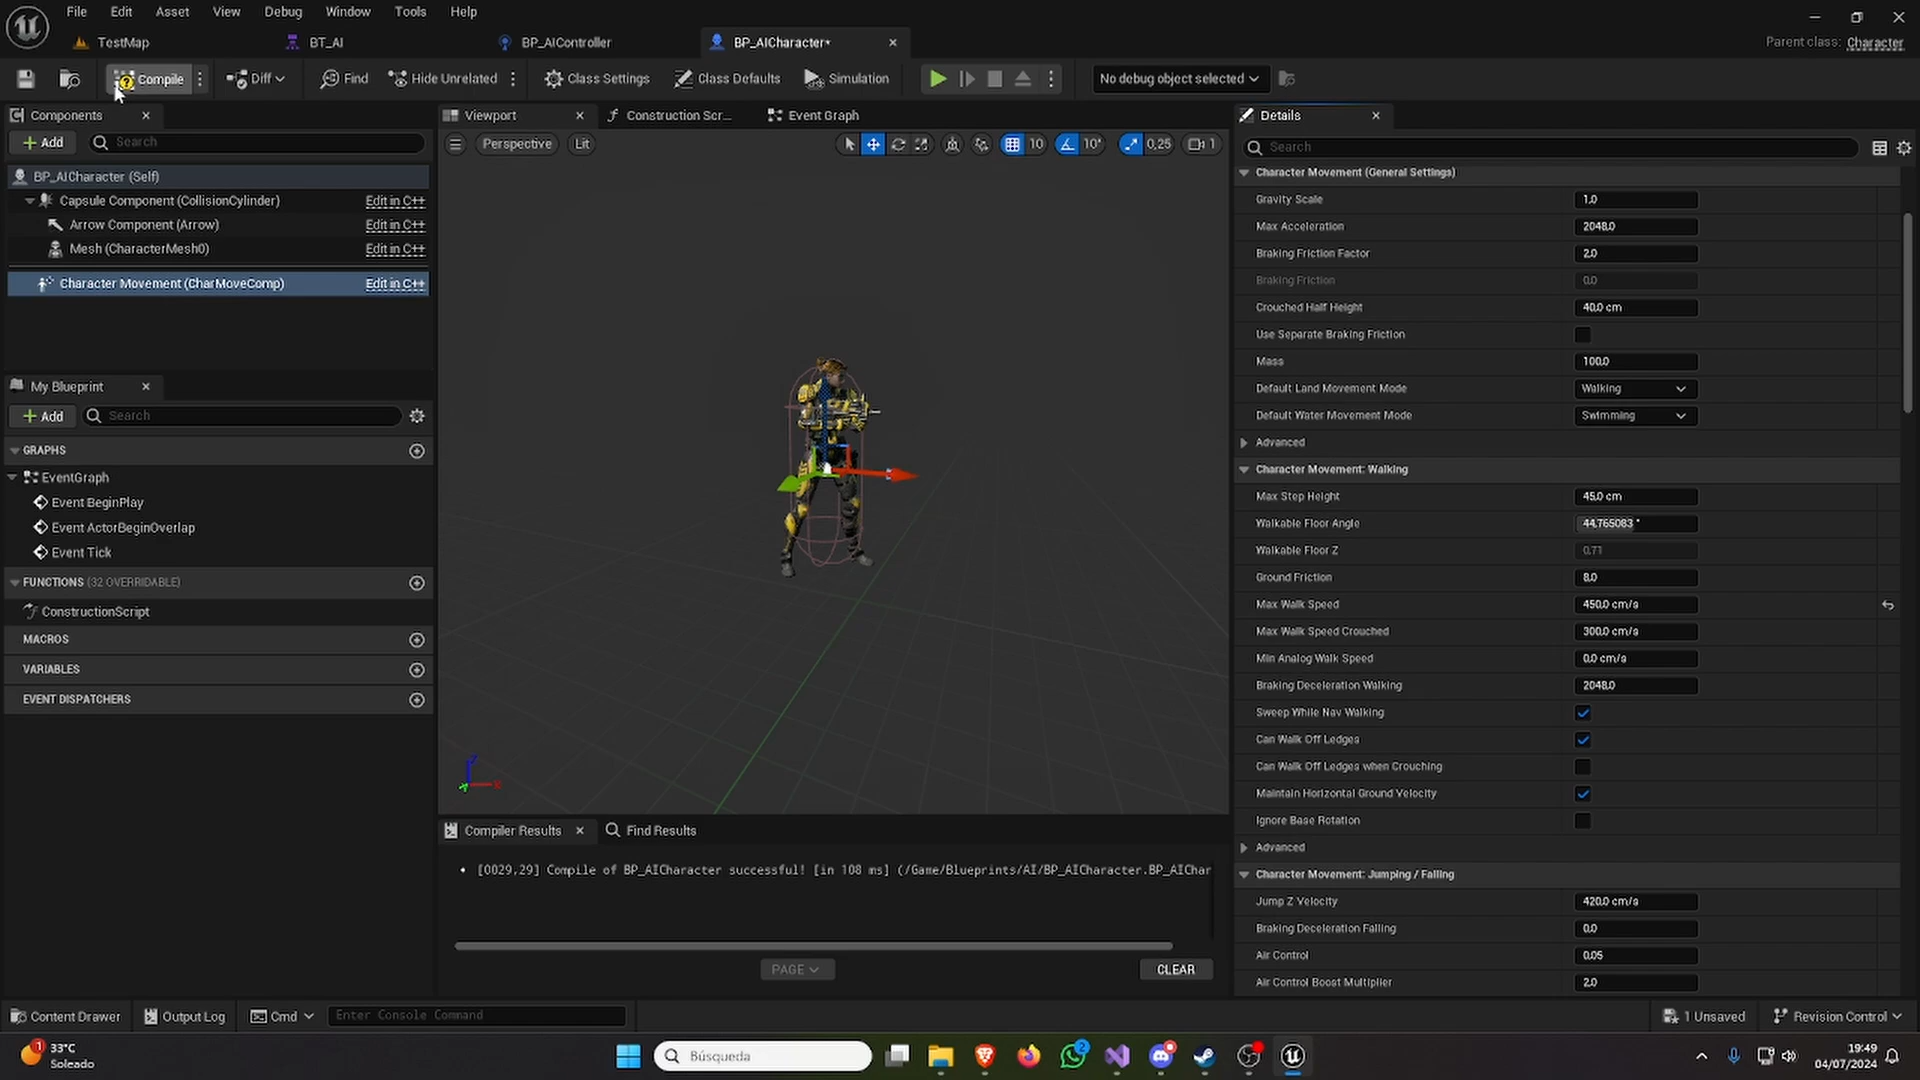 File Edit Asset View Debug Window Tools Help
TestMap BT_AI BP_AIController BP_AICharacter*
Parent class: Character
Compile Diff Find Hide Unrelated Class Settings Class Defaults Simulation No debug object selected
Components
Add Search
BP_AICharacter (Self)
Capsule Component (CollisionCylinder) Edit in C++
Arrow Component (Arrow) Edit in C++
Mesh (CharacterMesh0) Edit in C++
Character Movement (CharMoveComp) Edit in C++
My Blueprint
Add Search
GRAPHS
EventGraph
Event BeginPlay
Event ActorBeginOverlap
Event Tick
FUNCTIONS (32 OVERRIDABLE)
ConstructionScript
MACROS
VARIABLES
EVENT DISPATCHERS
Viewport Construction Scr... Event Graph
Perspective Lit 10 10° 0,25 1
Z X
Compiler Results Find Results
• [0029,29] Compile of BP_AICharacter successful! [in 108 ms] (/Game/Blueprints/AI/BP_AICharacter.BP_AIChar
PAGE CLEAR
Details
Search
Character Movement (General Settings)
Gravity Scale 1.0
Max Acceleration 2048.0
Braking Friction Factor 2.0
Braking Friction 0.0
Crouched Half Height 40.0 cm
Use Separate Braking Friction
Mass 100.0
Default Land Movement Mode Walking
Default Water Movement Mode Swimming
Advanced
Character Movement: Walking
Max Step Height 45.0 cm
Walkable Floor Angle 44.765083 °
Walkable Floor Z 0.71
Ground Friction 8.0
Max Walk Speed 450.0 cm/s
Max Walk Speed Crouched 300.0 cm/s
Min Analog Walk Speed 0.0 cm/s
Braking Deceleration Walking 2048.0
Sweep While Nav Walking
Can Walk Off Ledges
Can Walk Off Ledges when Crouching
Maintain Horizontal Ground Velocity
Ignore Base Rotation
Advanced
Character Movement: Jumping / Falling
Jump Z Velocity 420.0 cm/s
Braking Deceleration Falling 0.0
Air Control 0.05
Air Control Boost Multiplier 2.0
Content Drawer Output Log Cmd Enter Console Command 1 Unsaved Revision Control
1 33°C
Soleado
Búsqueda
2
19:49
04/07/2024